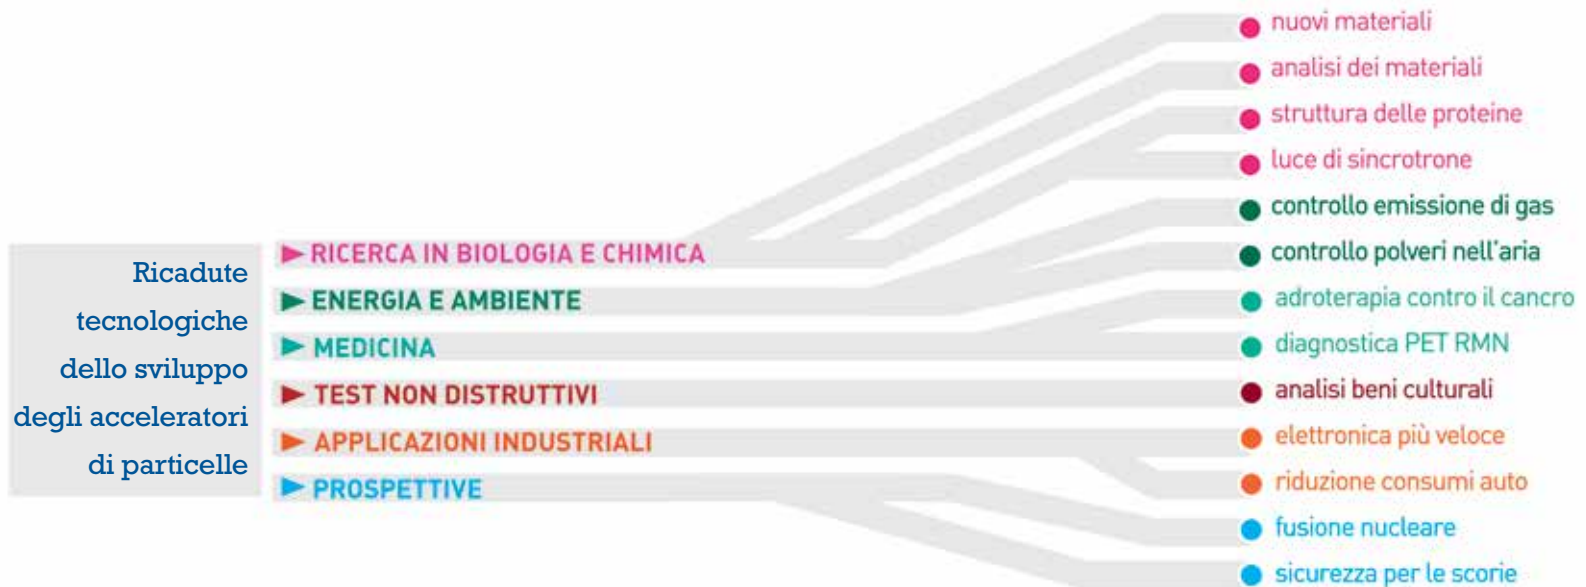 Ricadute
tecnologiche
dello sviluppo
degli acceleratori
di particelle
RICERCA IN BIOLOGIA E CHIMICA
ENERGIA E AMBIENTE
MEDICINA
TEST NON DISTRUTTIVI
APPLICAZIONI INDUSTRIALI
PROSPETTIVE
nuovi materiali
analisi dei materiali
struttura delle proteine
luce di sincrotrone
controllo emissione di gas
controllo polveri nell'aria
adroterapia contro il cancro
diagnostica PET RMN
analisi beni culturali
elettronica più veloce
riduzione consumi auto
fusione nucleare
sicurezza per le scorie